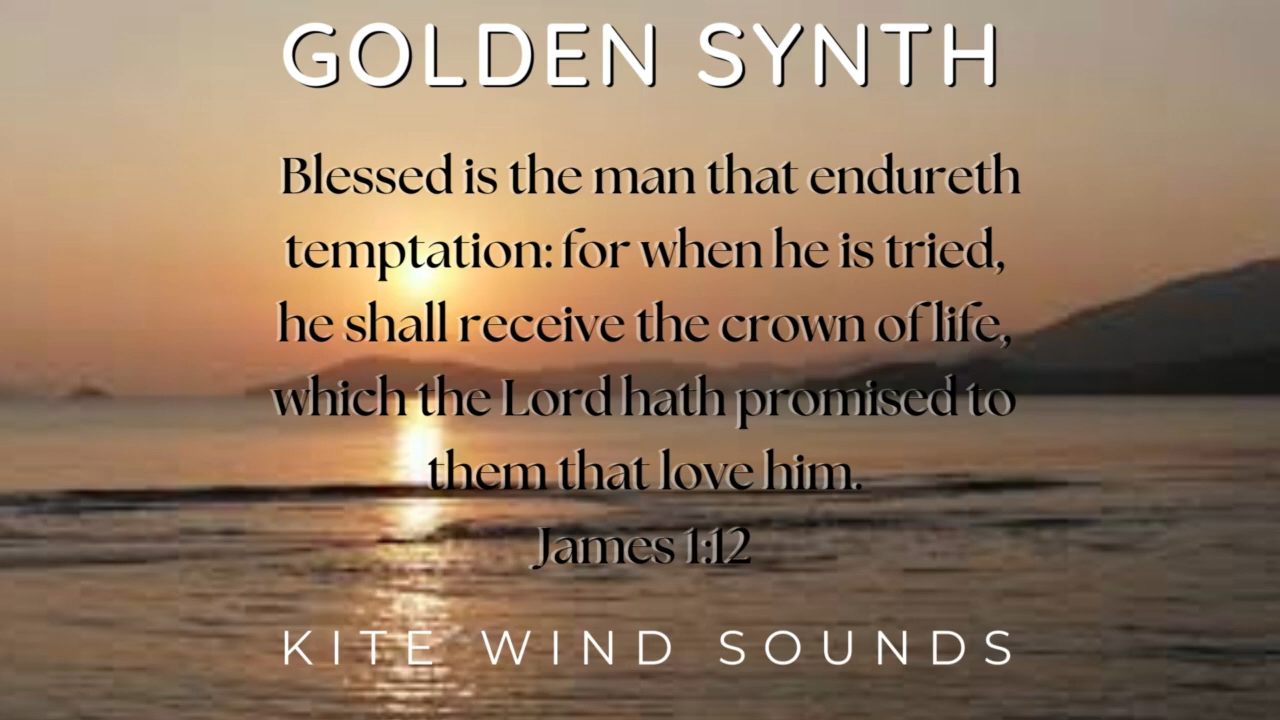 GOLDEN SYNTH
Blessed is the man that endureth
temptation: for when he is tried,
he shall receive the crown of life,
which the Lord hath promised to
them that love him.
James 1:12
KITE WIND SOUNDS